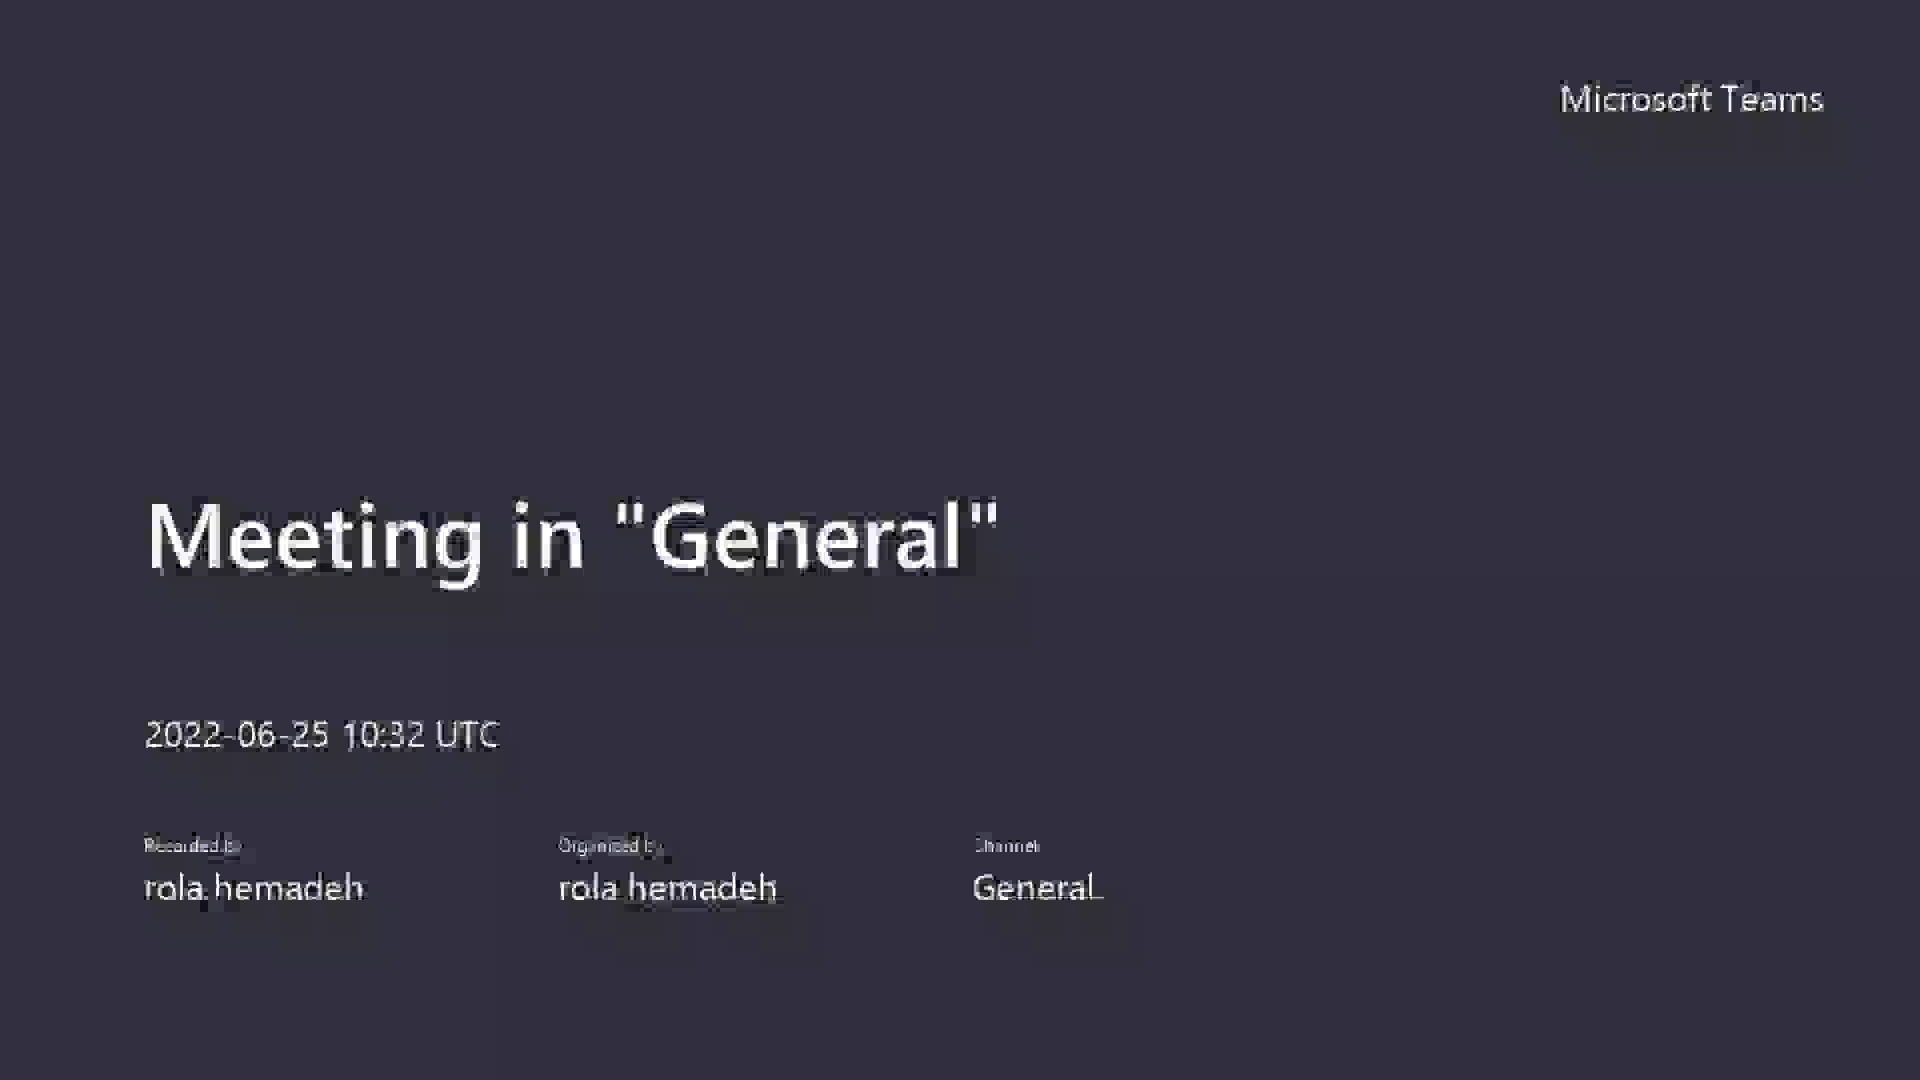 Microsoft Teams
Meeting in "General"
2022-06-25 10:32 UTC
Recorded by
Organized by
Channel
rola hemadeh
rola hemadeh
General